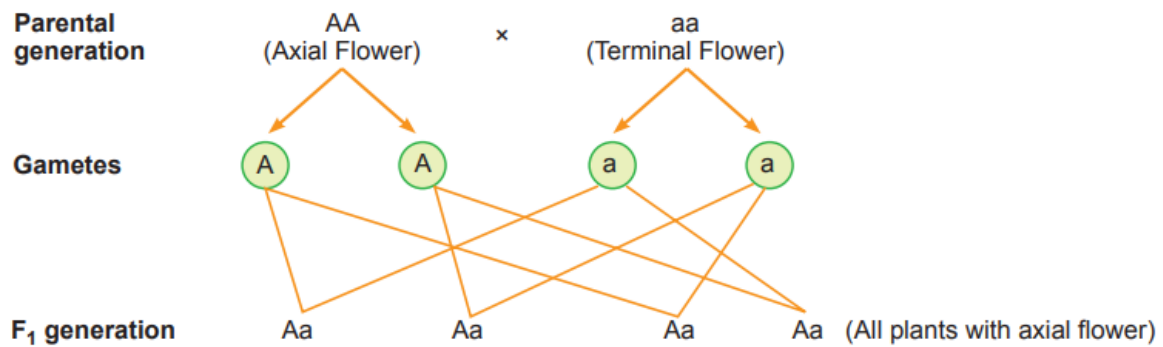 Parental generation AA × aa
(Axial Flower) (Terminal Flower)
Gametes A A a a
F₁ generation Aa Aa Aa Aa (All plants with axial flower)